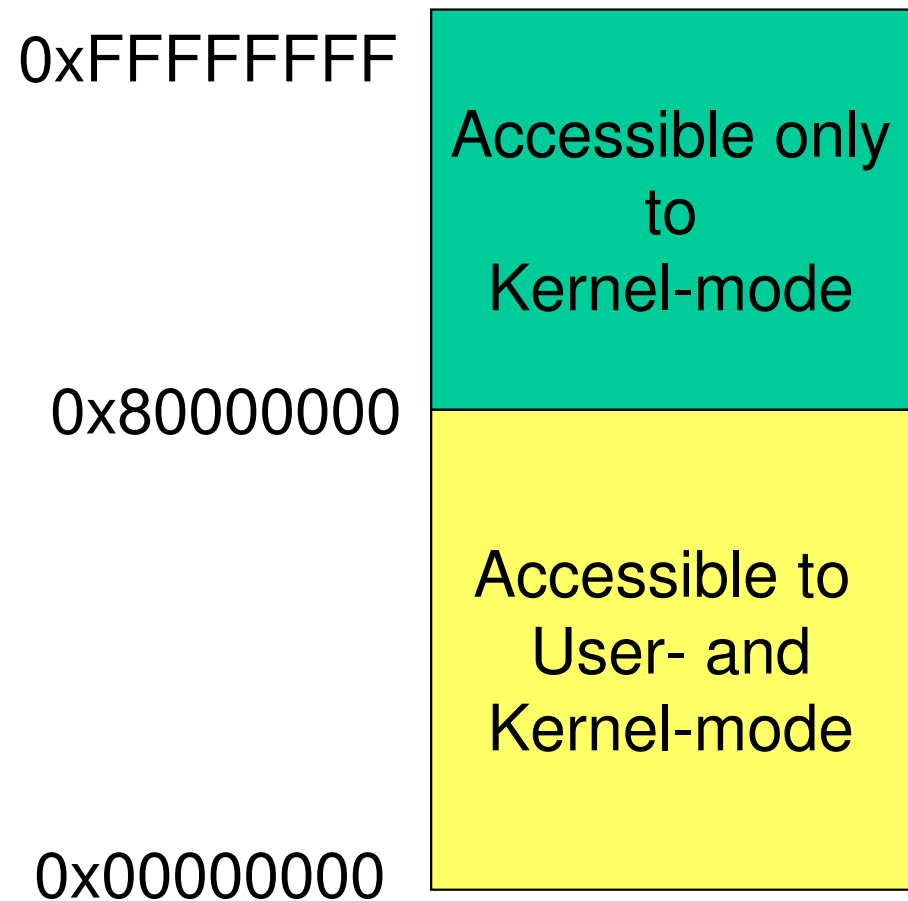 0xFFFFFFFF
Accessible only
to
Kernel-mode
0x80000000
Accessible to
User- and
Kernel-mode
0x00000000